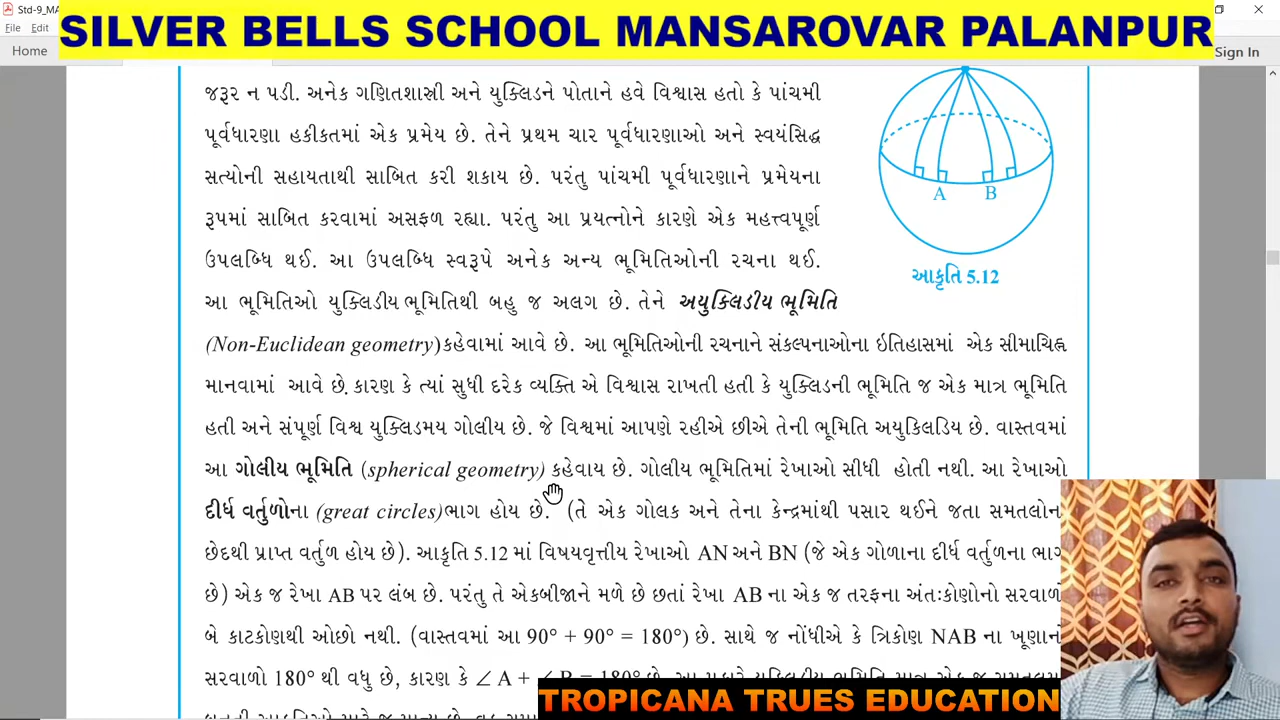 Std-9_MA
SILVER BELLS SCHOOL MANSAROVAR PALANPUR
File
Home
Sign In
જરૂર ન પડી. અનેક ગણિતશાસ્ત્રી અને યુક્લિડને પોતાને હવે વિશ્વાસ હતો કે પાંચમી
પૂર્વધારણા હકીકતમાં એક પ્રમેય છે. તેને પ્રથમ ચાર પૂર્વધારણાઓ અને સ્વયંસિદ્ધ
સત્યોની સહાયતાથી સાબિત કરી શકાય છે. પરંતુ પાંચમી પૂર્વધારણાને પ્રમેયના
રૂપમાં સાબિત કરવામાં અસફળ રહ્યા. પરંતુ આ પ્રયત્નોને કારણે એક મહત્ત્વપૂર્ણ
ઉપલબ્ધિ થઈ. આ ઉપલબ્ધિ સ્વરૂપે અનેક અન્ય ભૂમિતિઓની રચના થઈ.
A B
આકૃતિ 5.12
આ ભૂમિતિઓ યુક્લિડીય ભૂમિતિથી બહુ જ અલગ છે. તેને અયુક્લિડીય ભૂમિતિ
(Non-Euclidean geometry)કહેવામાં આવે છે. આ ભૂમિતિઓની રચનાને સંકલ્પનાઓના ઇતિહાસમાં એક સીમાચિહ્ન
માનવામાં આવે છે. કારણ કે ત્યાં સુધી દરેક વ્યક્તિ એ વિશ્વાસ રાખતી હતી કે યુક્લિડની ભૂમિતિ જ એક માત્ર ભૂમિતિ
હતી અને સંપૂર્ણ વિશ્વ યુક્લિડમય ગોલીય છે. જે વિશ્વમાં આપણે રહીએ છીએ તેની ભૂમિતિ અયુકિલડિય છે. વાસ્તવમાં
આ ગોલીય ભૂમિતિ (spherical geometry) કહેવાય છે. ગોલીય ભૂમિતિમાં રેખાઓ સીધી હોતી નથી. આ રેખાઓ
દીર્ધ વર્તુળોના (great circles)ભાગ હોય છે. (તે એક ગોલક અને તેના કેન્દ્રમાંથી પસાર થઈને જતા સમતલોન
છેદથી પ્રાપ્ત વર્તુળ હોય છે). આકૃતિ 5.12 માં વિષયવૃત્તીય રેખાઓ AN અને BN (જે એક ગોળાના દીર્ધ વર્તુળના ભાગ
છે) એક જ રેખા AB પર લંબ છે. પરંતુ તે એકબીજાને મળે છે છતાં રેખા AB ના એક જ તરફના અંતઃકોણોનો સરવાળ
બે કાટકોણથી ઓછો નથી. (વાસ્તવમાં આ 90° + 90° = 180°) છે. સાથે જ નોંધીએ કે ત્રિકોણ NAB ના ખૂણાન
સરવાળો 180° થી વધુ છે, કારણ કે ∠ A + ∠ B = 180° છે.
TROPICANA TRUES EDUCATION